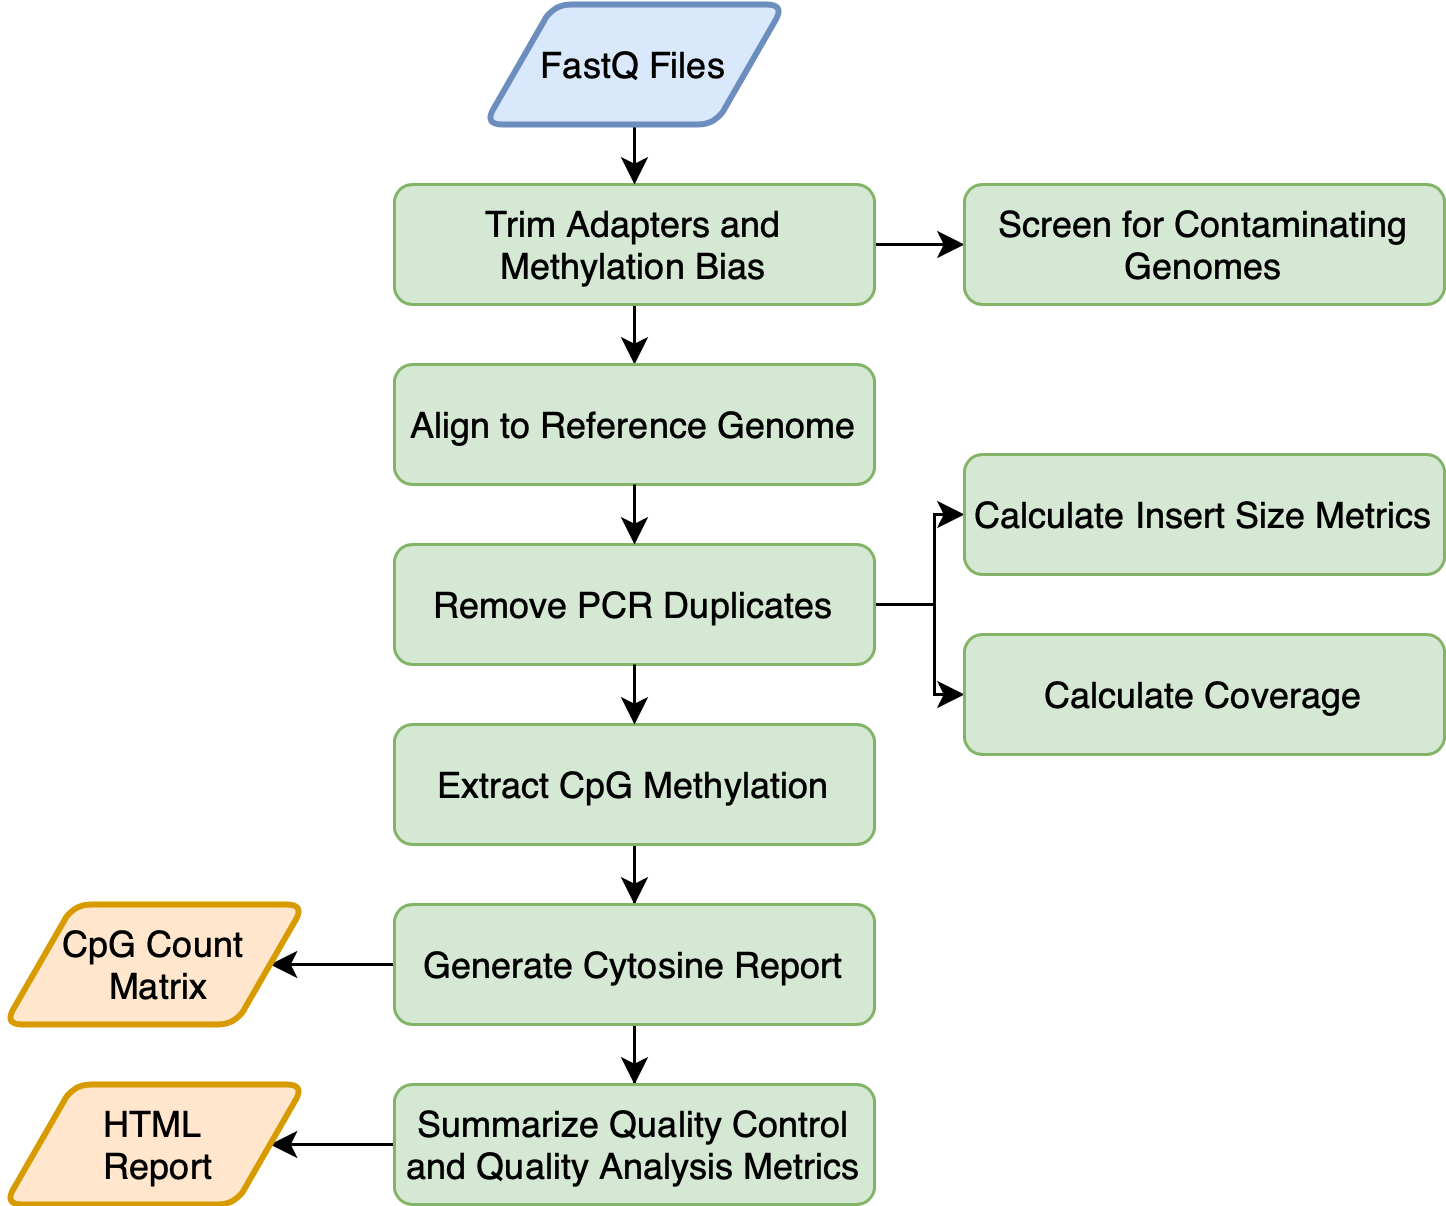 FastQ Files
Trim Adapters and
Methylation Bias
Screen for Contaminating
Genomes
Align to Reference Genome
Calculate Insert Size Metrics
Remove PCR Duplicates
Calculate Coverage
Extract CpG Methylation
CpG Count
Matrix
Generate Cytosine Report
HTML
Report
Summarize Quality Control
and Quality Analysis Metrics